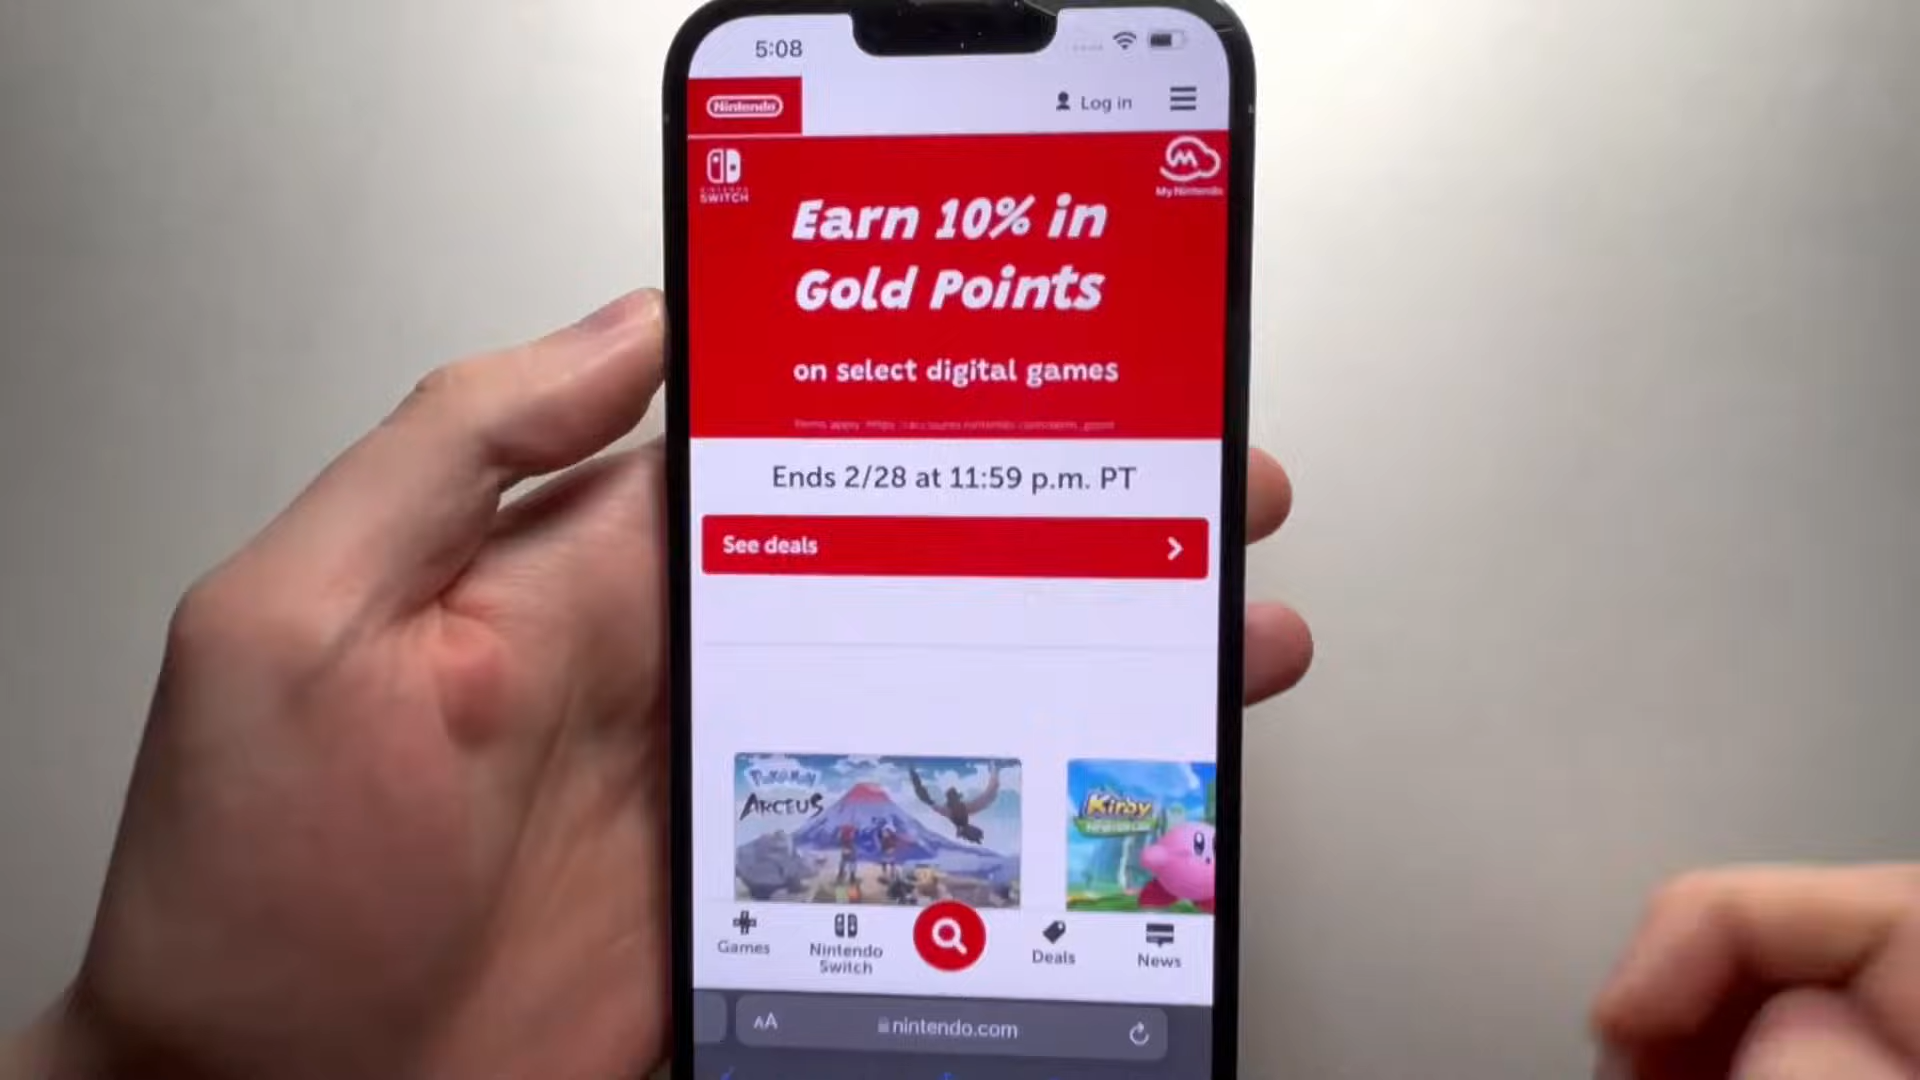 5:08
Nintendo
Log in
NINTENDO
SWITCH
My Nintendo
Earn 10% in
Gold Points
on select digital games
Ends 2/28 at 11:59 p.m. PT
See deals
POKÉMON
ARCEUS
Kirby
Games
Nintendo
Switch
Deals
News
AA
nintendo.com